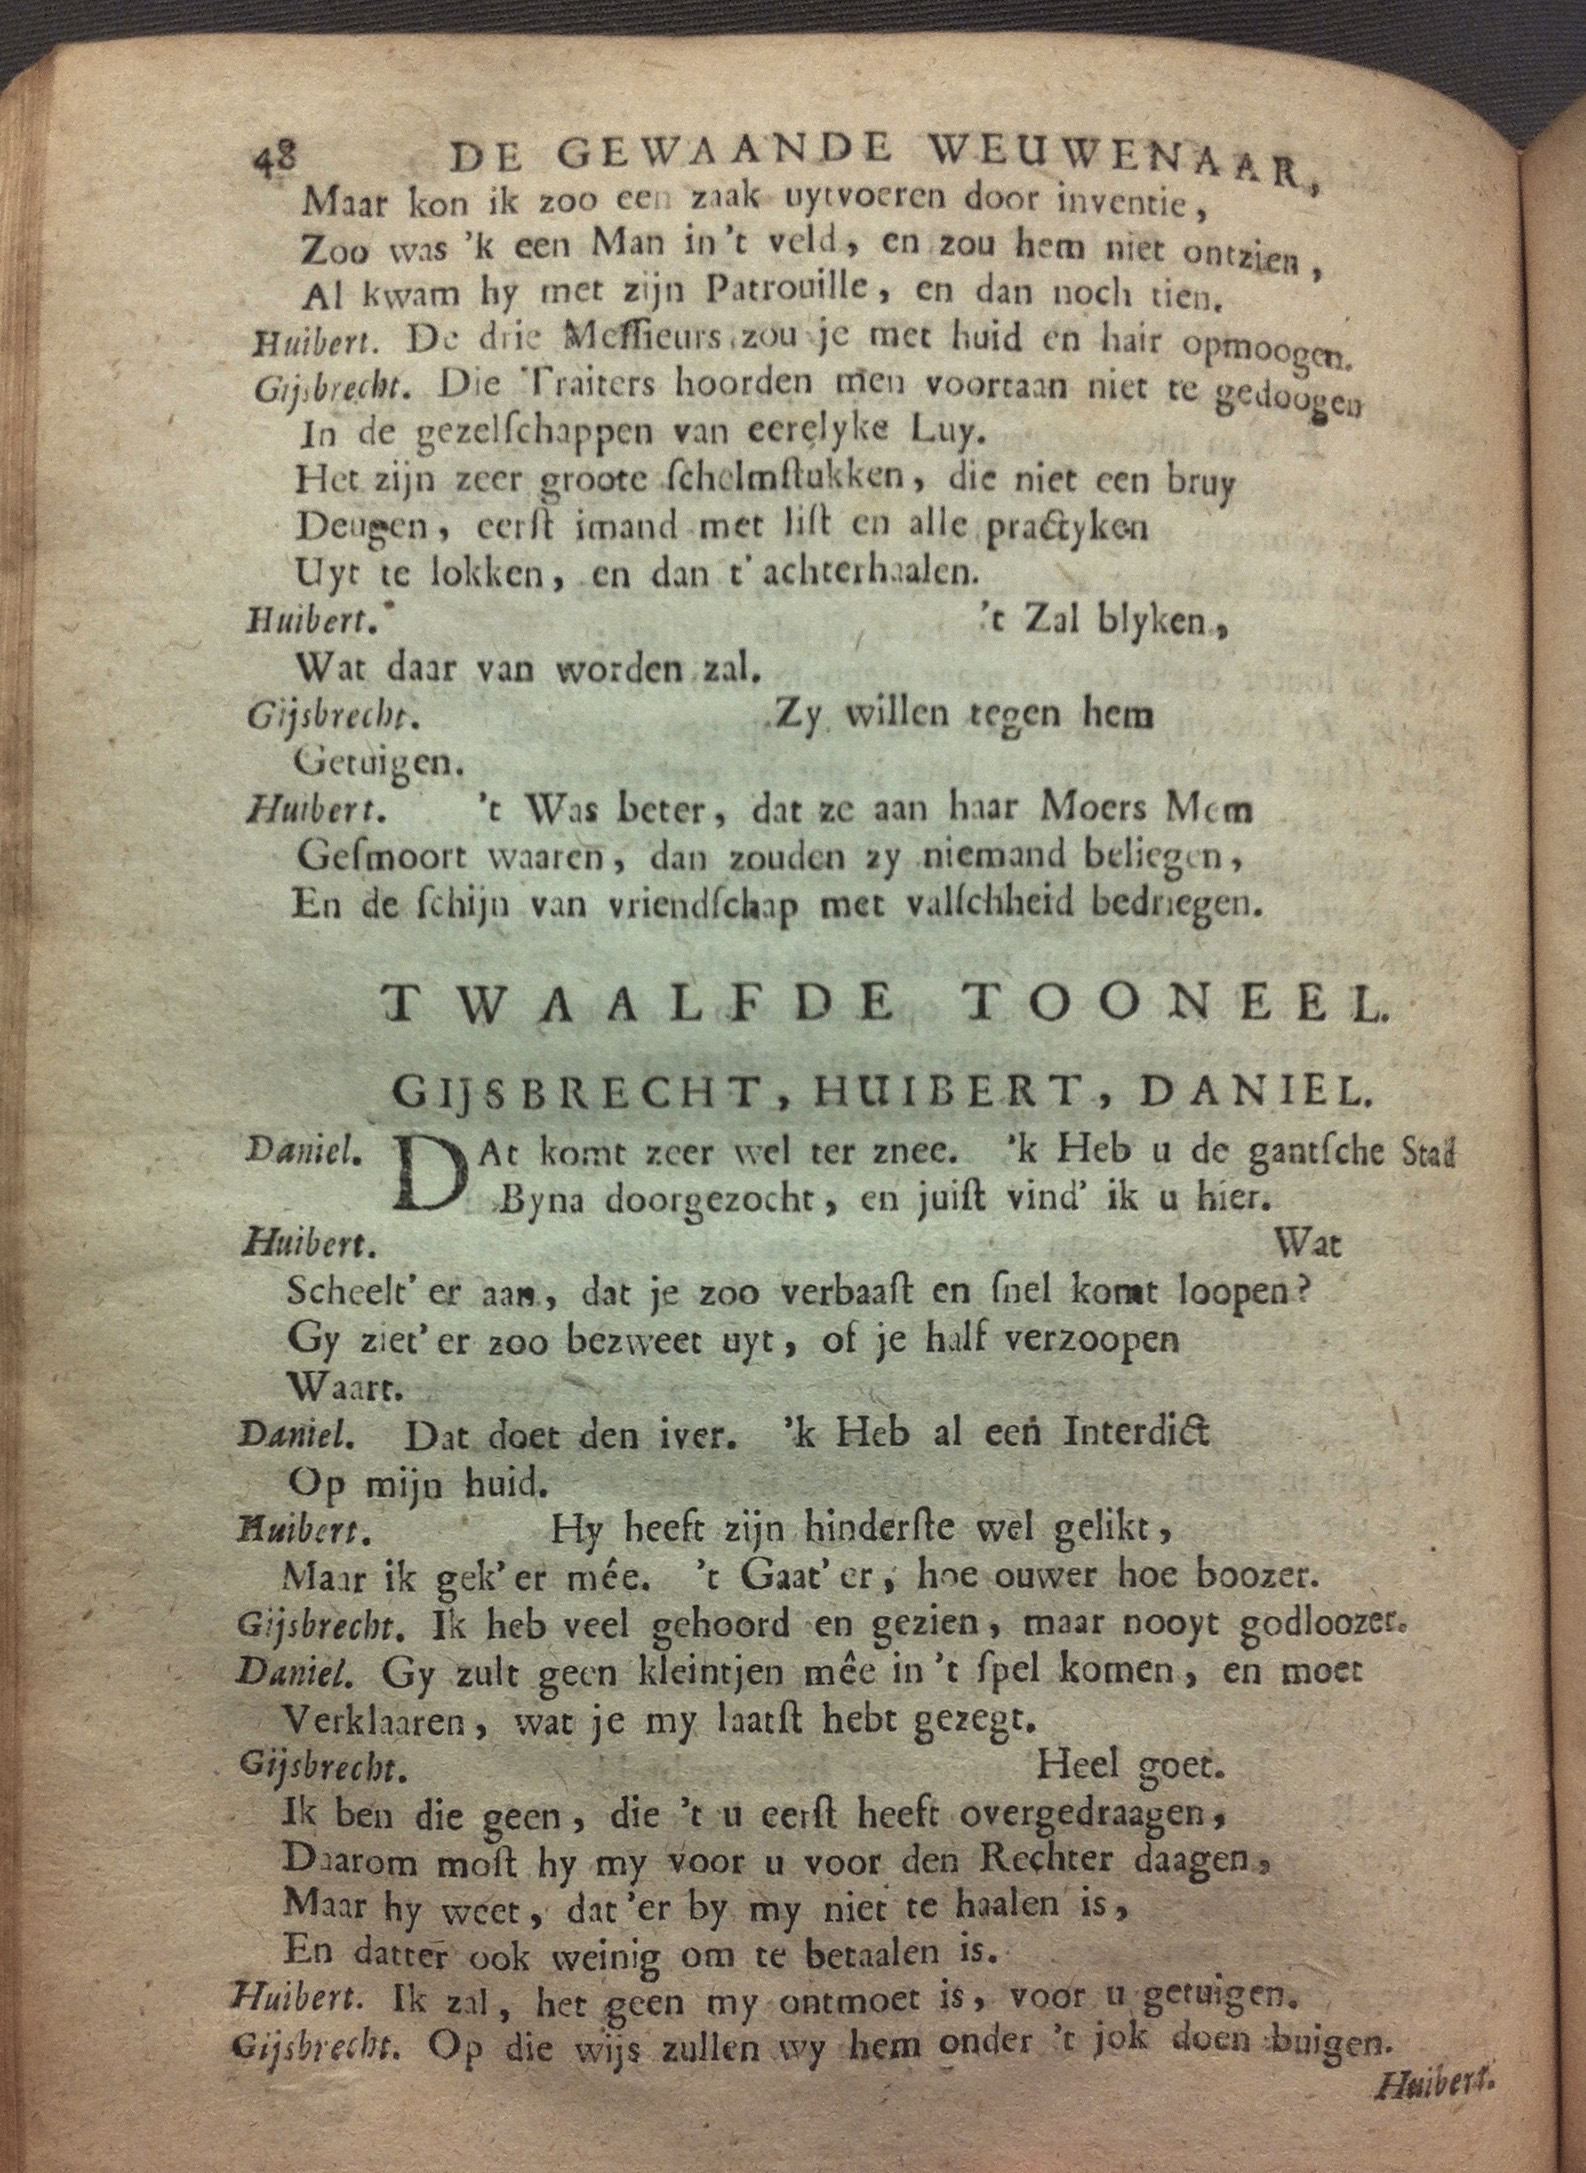 48 DE GEWAANDE WEUWENAAR,
Maar kon ik zoo een zaak uytvoeren door inventie,
Zoo was 'k een Man in 't veld, en zou hem niet ontzien,
Al kwam hy met zijn Patrouille, en dan noch tien.
Huibert. De drie Meſſieurs zou je met huid en hair opmoogen.
Gijsbrecht. Die Traiters hoorden men voortaan niet te gedoogen
In de gezelſchappen van eerelyke Luy.
Het zijn zeer groote ſchelmſtukken, die niet een bruy
Deugen, eerſt imand met liſt en alle practyken
Uyt te lokken, en dan t' achterhaalen.
Huibert. 't Zal blyken,
Wat daar van worden zal.
Gijsbrecht. Zy willen tegen hem
Getuigen.
Huibert. 't Was beter, dat ze aan haar Moers Mem
Geſmoort waaren, dan zouden zy niemand beliegen,
En de ſchijn van vriendſchap met valſchheid bedriegen.
TWAALFDE TOONEEL.
GIJSBRECHT, HUIBERT, DANIEL.
Daniel. DAt komt zeer wel ter znee. 'k Heb u de gantſche Stad
Byna doorgezocht, en juiſt vind' ik u hier.
Huibert. Wat
Scheelt' er aan, dat je zoo verbaaſt en ſnel komt loopen?
Gy ziet' er zoo bezweet uyt, of je half verzoopen
Waart.
Daniel. Dat doet den iver. 'k Heb al een Interdict
Op mijn huid.
Huibert. Hy heeft zijn hinderſte wel gelikt,
Maar ik gek' er mée. 't Gaat' er, hoe ouwer hoe boozer.
Gijsbrecht. Ik heb veel gehoord en gezien, maar nooyt godloozer.
Daniel. Gy zult geen kleintjen mêe in 't ſpel komen, en moet
Verklaaren, wat je my laatſt hebt gezegt.
Gijsbrecht. Heel goet.
Ik ben die geen, die 't u eerſt heeft overgedraagen,
Daarom moſt hy my voor u voor den Rechter daagen,
Maar hy weet, dat 'er by my niet te haalen is,
En datter ook weinig om te betaalen is.
Huibert. Ik zal, het geen my ontmoet is, voor u getuigen.
Gijsbrecht. Op die wijs zullen wy hem onder 't jok doen buigen.
Huibert.